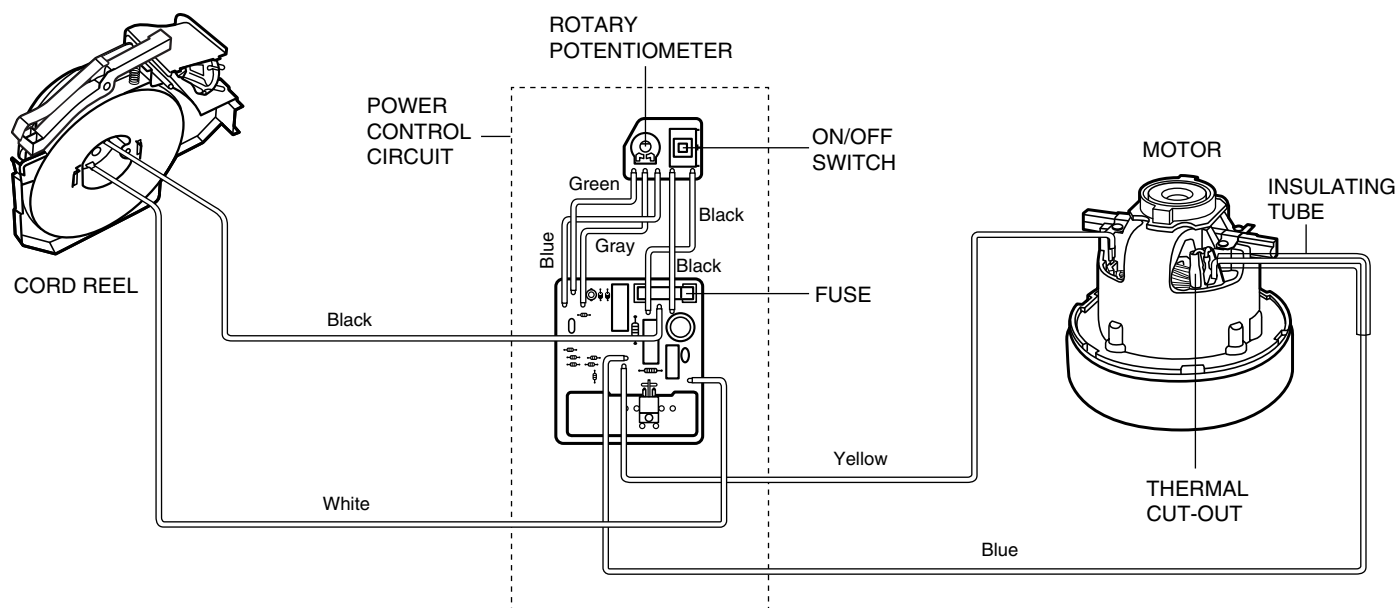 ROTARY
POTENTIOMETER
POWER
CONTROL
CIRCUIT
ON/OFF
SWITCH
MOTOR
INSULATING
TUBE
Green
Black
Blue
Gray
Black
CORD REEL
FUSE
Black
Yellow
White
THERMAL
CUT-OUT
Blue